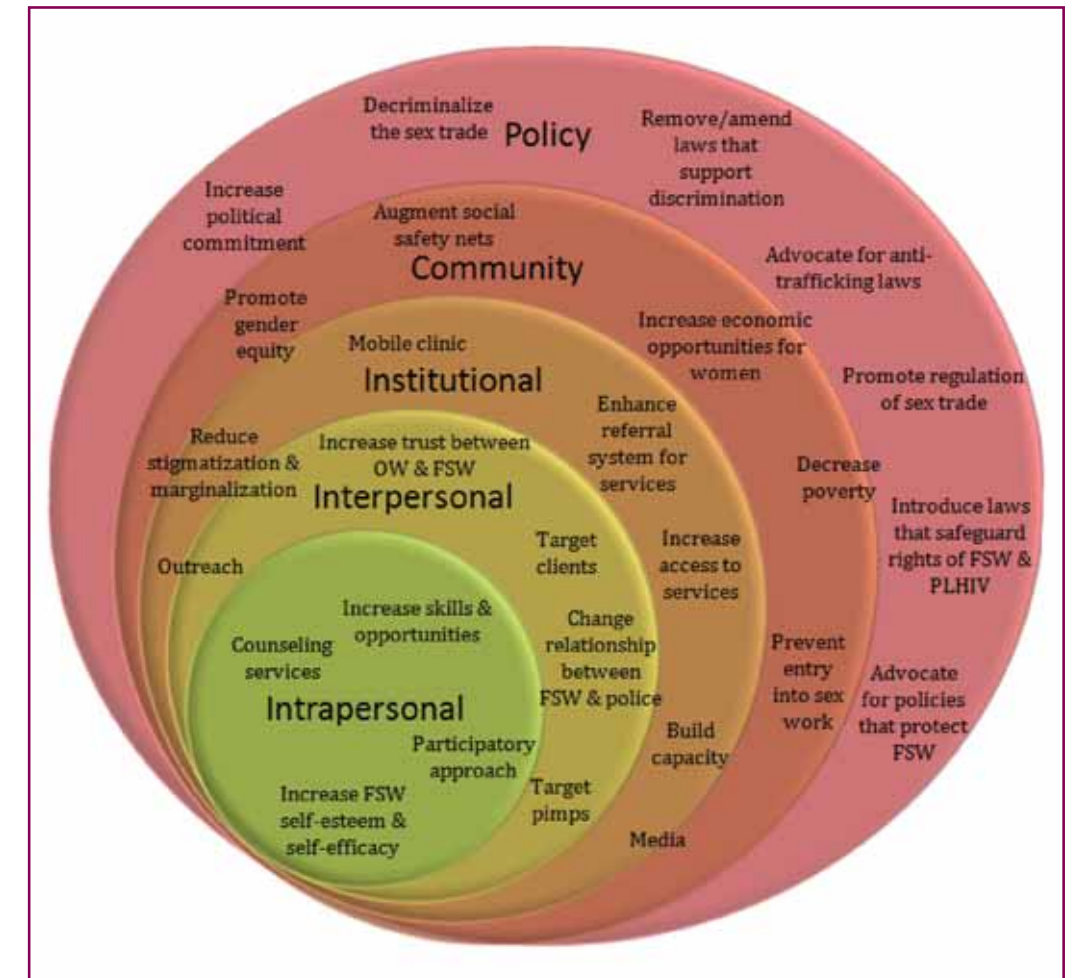 Decriminalize
the sex trade
Policy
Remove/amend
laws that
support
discrimination
Increase
political
commitment
Augment social
safety nets
Community
Advocate for anti-
trafficking laws
Promote
gender
equity
Increase economic
opportunities for
women
Mobile clinic
Institutional
Promote regulation
of sex trade
Enhance
referral
system for
services
Reduce
stigmatization &
marginalization
Increase trust between
OW & FSW
Interpersonal
Decrease
poverty
Introduce laws
that safeguard
rights of FSW &
PLHIV
Outreach
Target
clients
Increase
access to
services
Increase skills &
opportunities
Counseling
services
Change
relationship
between
FSW & police
Prevent
entry
into sex
work
Advocate
for policies
that protect
FSW
Intrapersonal
Participatory
approach
Build
capacity
Increase FSW
self-esteem &
self-efficacy
Target
pimps
Media